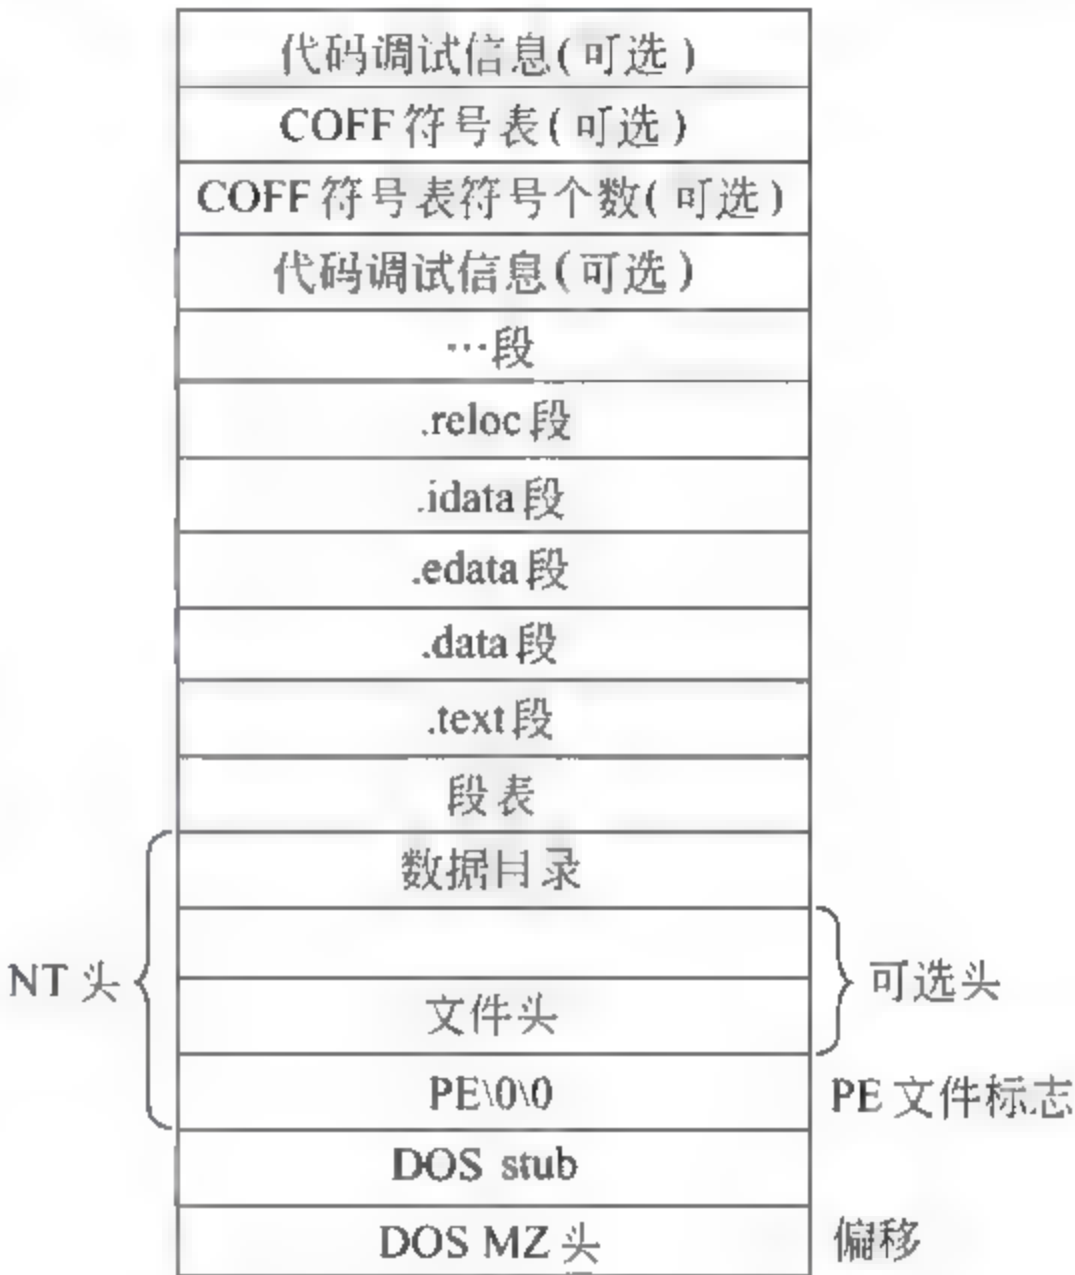 代码调试信息(可选)
COFF符号表(可选)
COFF符号表符号个数(可选)
代码调试信息(可选)
…段
.reloc段
.idata段
.edata段
.data段
.text段
段表
数据目录
NT头
可选头
文件头
PE\0\0
PE文件标志
DOS stub
DOS MZ头
偏移